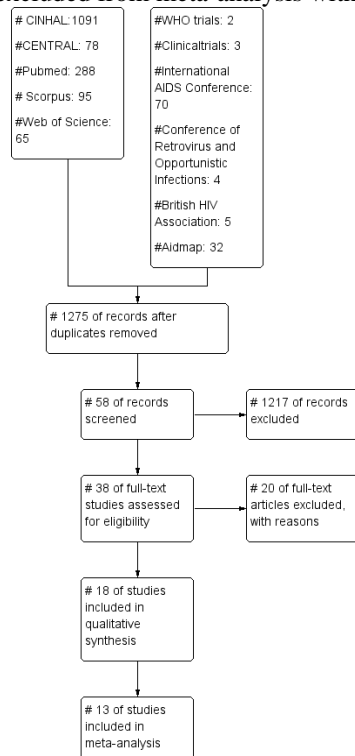 # CINHAL:1091
#CENTRAL: 78
#Pubmed: 288
# Scorpus: 95
#Web of Science:
65
#WHO trials: 2
#Clinicaltrials: 3
#International
AIDS Conference:
70
#Conference of
Retrovirus and
Opportunistic
Infections: 4
#British HIV
Association: 5
#Aidmap: 32
# 1275 of records after
duplicates removed
# 58 of records
screened
# 1217 of records
excluded
# 38 of full-text
studies assessed
for eligibility
# 20 of full-text
articles excluded,
with reasons
# 18 of studies
included in
qualitative
synthesis
# 13 of studies
included in
meta-analysis